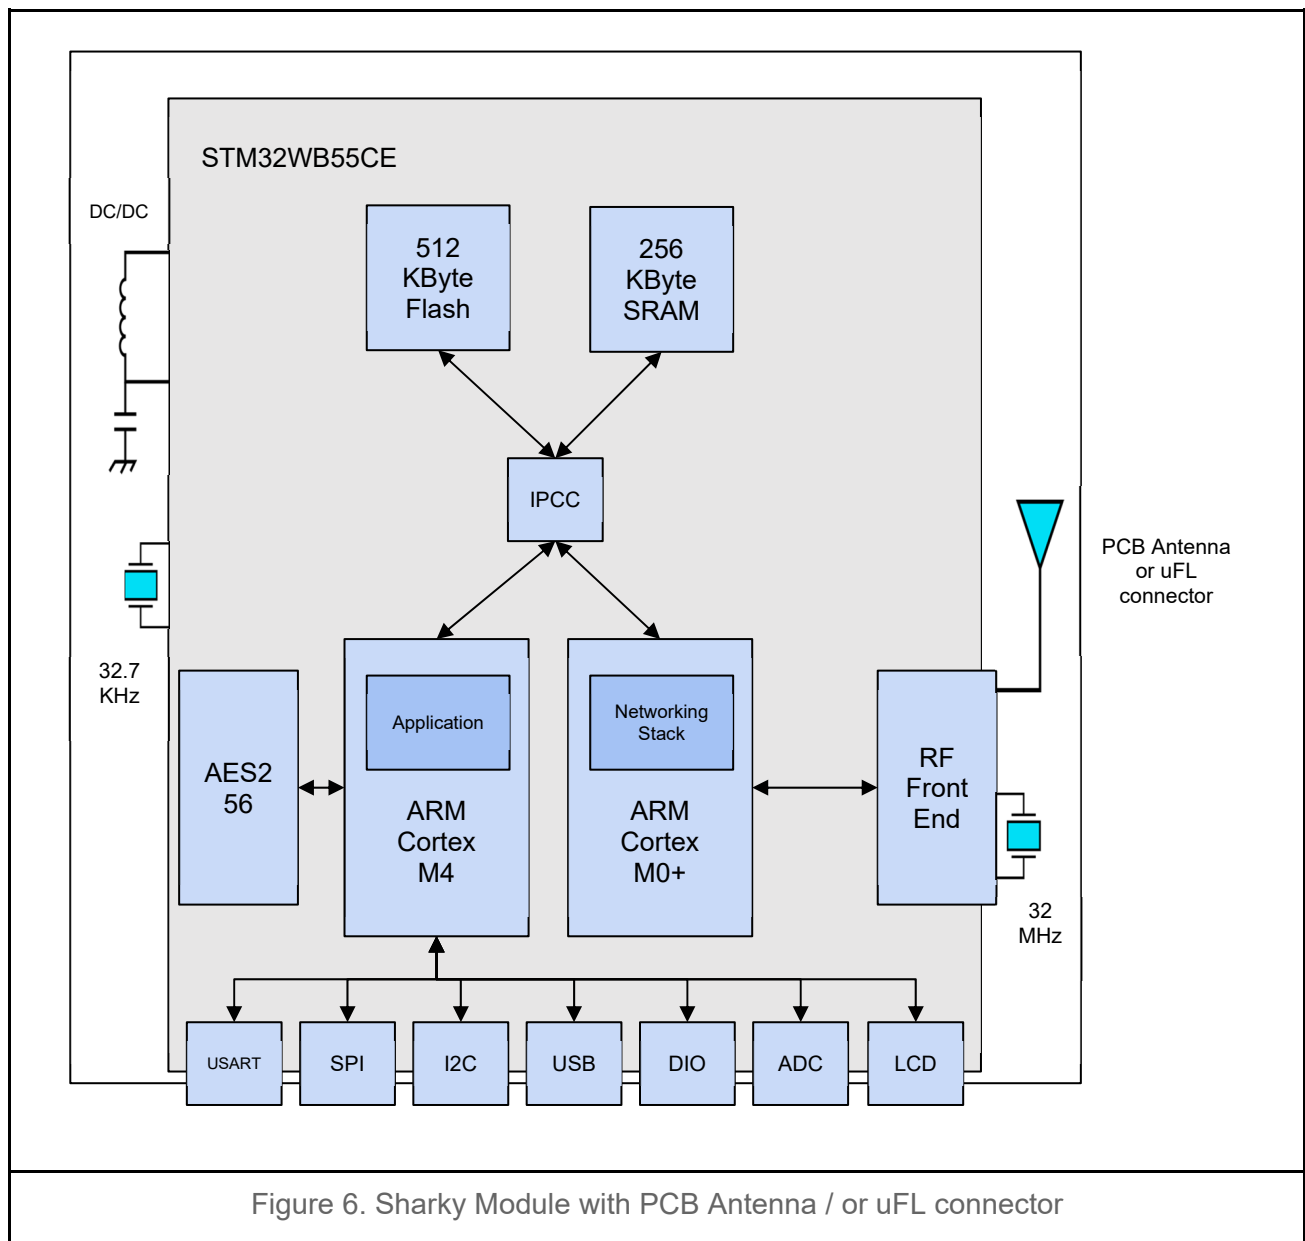 STM32WB55CE
DC/DC
512
KByte
Flash
256
KByte
SRAM
IPCC
PCB Antenna
or uFL
connector
32.7
KHz
AES2
56
Application
ARM
Cortex
M4
Networking
Stack
ARM
Cortex
M0+
RF
Front
End
32
MHz
USART
SPI
I2C
USB
DIO
ADC
LCD
Figure 6. Sharky Module with PCB Antenna / or uFL connector